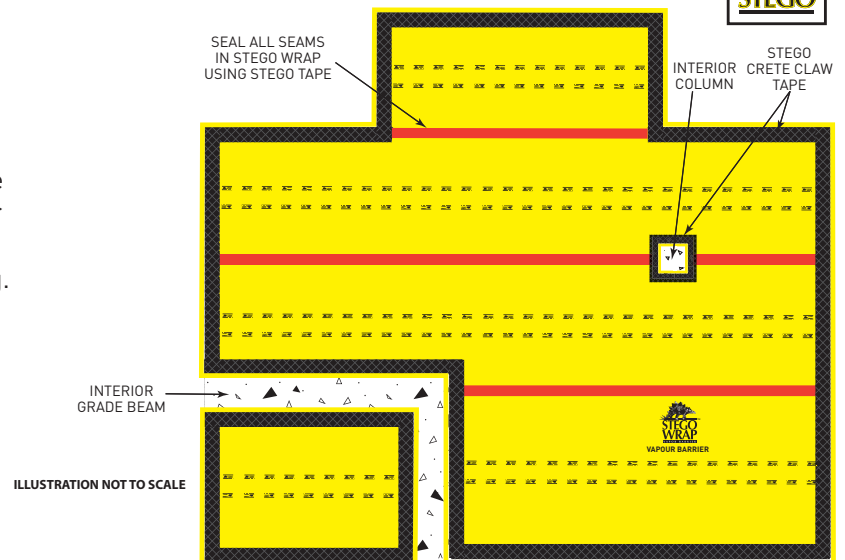 STEGO
SEAL ALL SEAMS
IN STEGO WRAP
USING STEGO TAPE
INTERIOR
COLUMN
STEGO
CRETE CLAW
TAPE
INTERIOR
GRADE BEAM
STEGO
WRAP
VAPOUR BARRIER
ILLUSTRATION NOT TO SCALE